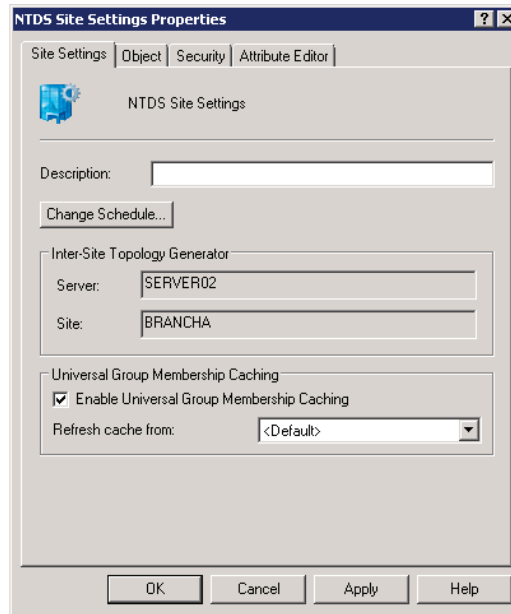 NTDS Site Settings Properties
Site Settings Object Security Attribute Editor
NTDS Site Settings
Description:
Change Schedule...
Inter-Site Topology Generator
Server: SERVER02
Site: BRANCHA
Universal Group Membership Caching
Enable Universal Group Membership Caching
Refresh cache from: <Default>
OK Cancel Apply Help